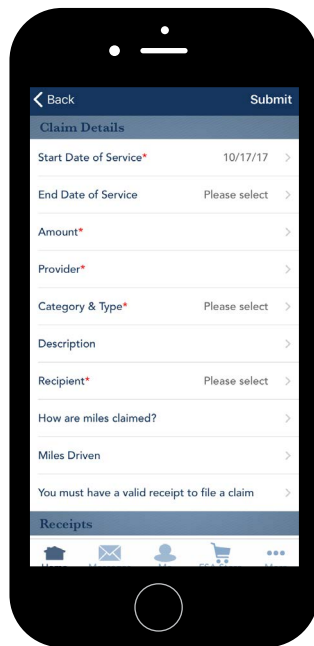 Back Submit
Claim Details
Start Date of Service* 10/17/17
End Date of Service Please select
Amount*
Provider*
Category & Type* Please select
Description
Recipient* Please select
How are miles claimed?
Miles Driven
You must have a valid receipt to file a claim
Receipts